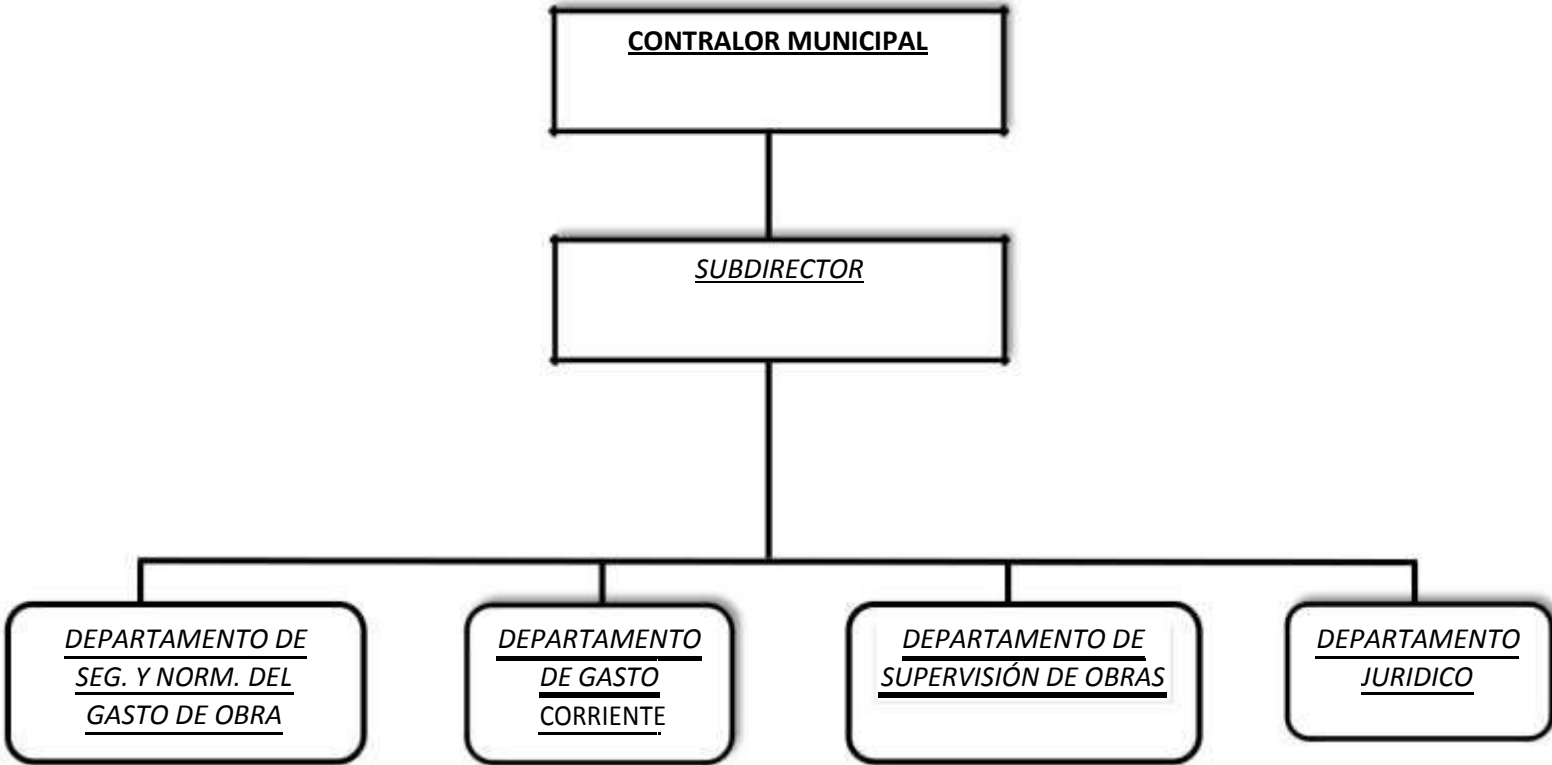 CONTRALOR MUNICIPAL
SUBDIRECTOR
DEPARTAMENTO DE
SEG. Y NORM. DEL
GASTO DE OBRA
DEPARTAMENTO
DE GASTO
CORRIENTE
DEPARTAMENTO DE
SUPERVISIÓN DE OBRAS
DEPARTAMENTO
JURIDICO